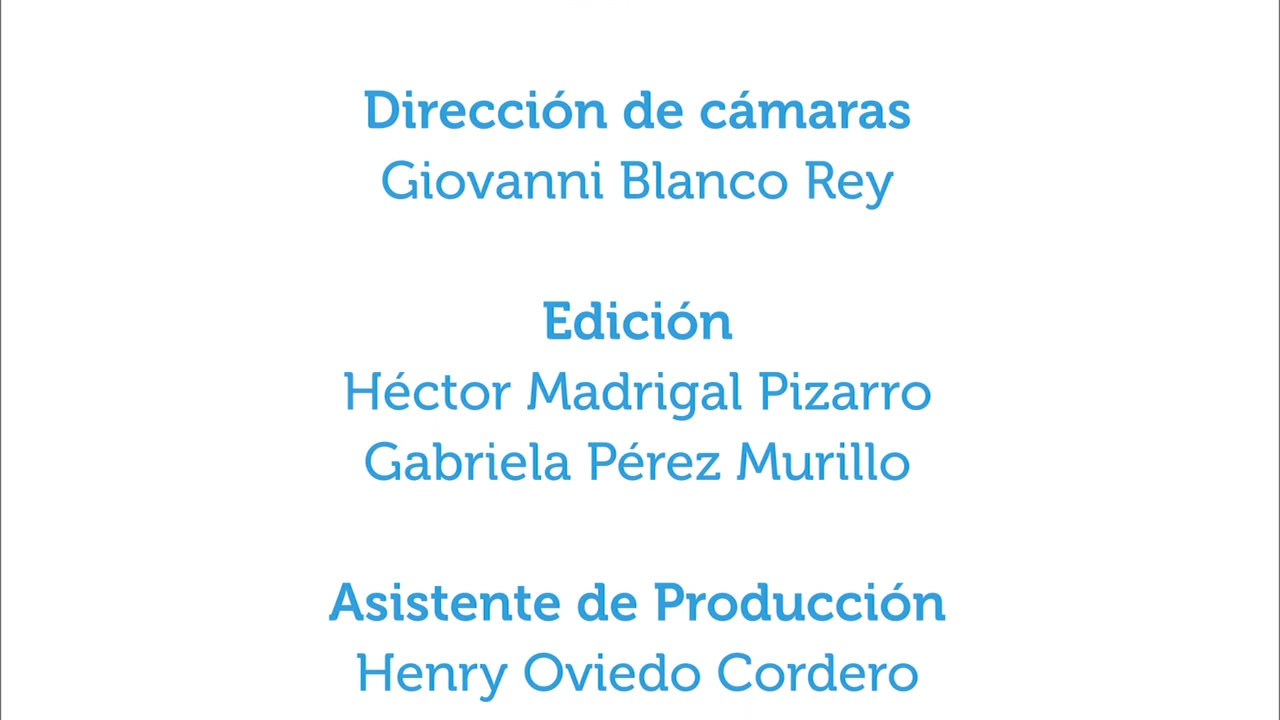 Dirección de cámaras
Giovanni Blanco Rey
Edición
Héctor Madrigal Pizarro
Gabriela Pérez Murillo
Asistente de Producción
Henry Oviedo Cordero